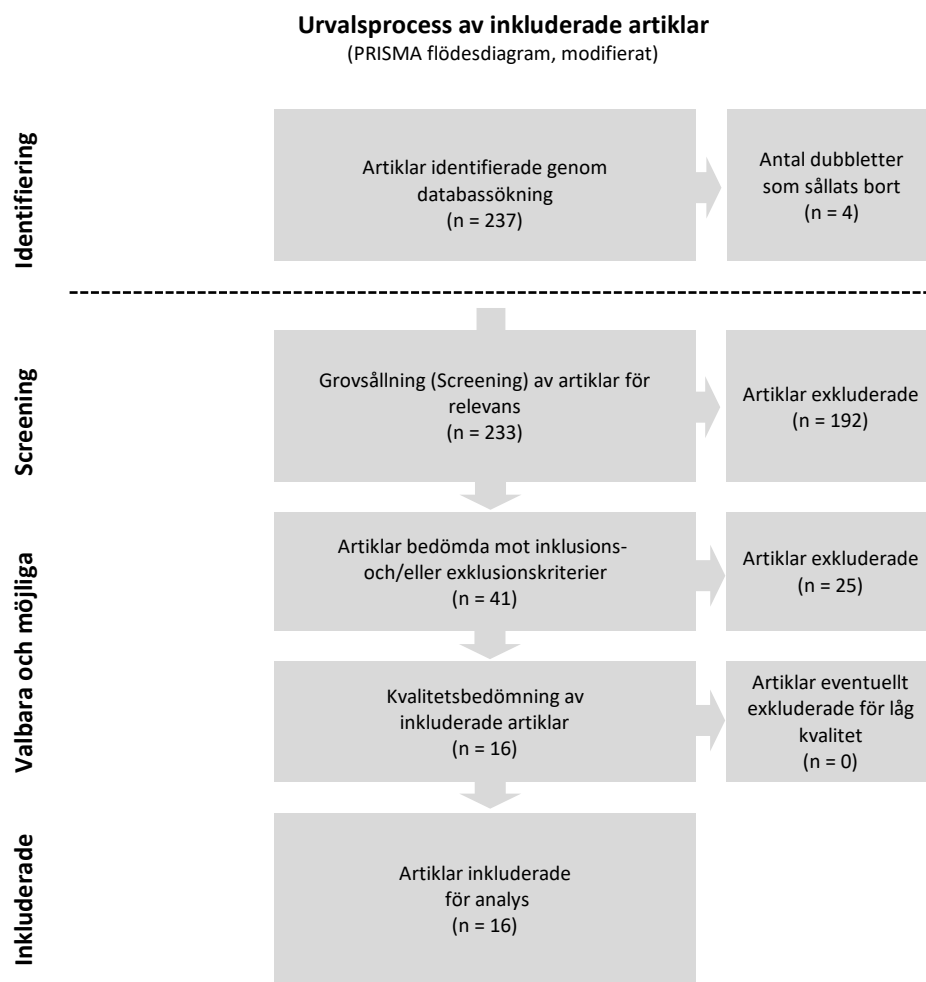 Urvalsprocess av inkluderade artiklar
(PRISMA flödesdiagram, modifierat)
Identifiering
Artiklar identifierade genom
databassökning
(n = 237)
Antal dubbletter
som sållats bort
(n = 4)
Screening
Grovsållning (Screening) av artiklar för
relevans
(n = 233)
Artiklar exkluderade
(n = 192)
Valbara och möjliga
Artiklar bedömda mot inklusions-
och/eller exklusionskriterier
(n = 41)
Artiklar exkluderade
(n = 25)
Kvalitetsbedömning av
inkluderade artiklar
(n = 16)
Artiklar eventuellt
exkluderade för låg
kvalitet
(n = 0)
Inkluderade
Artiklar inkluderade
för analys
(n = 16)